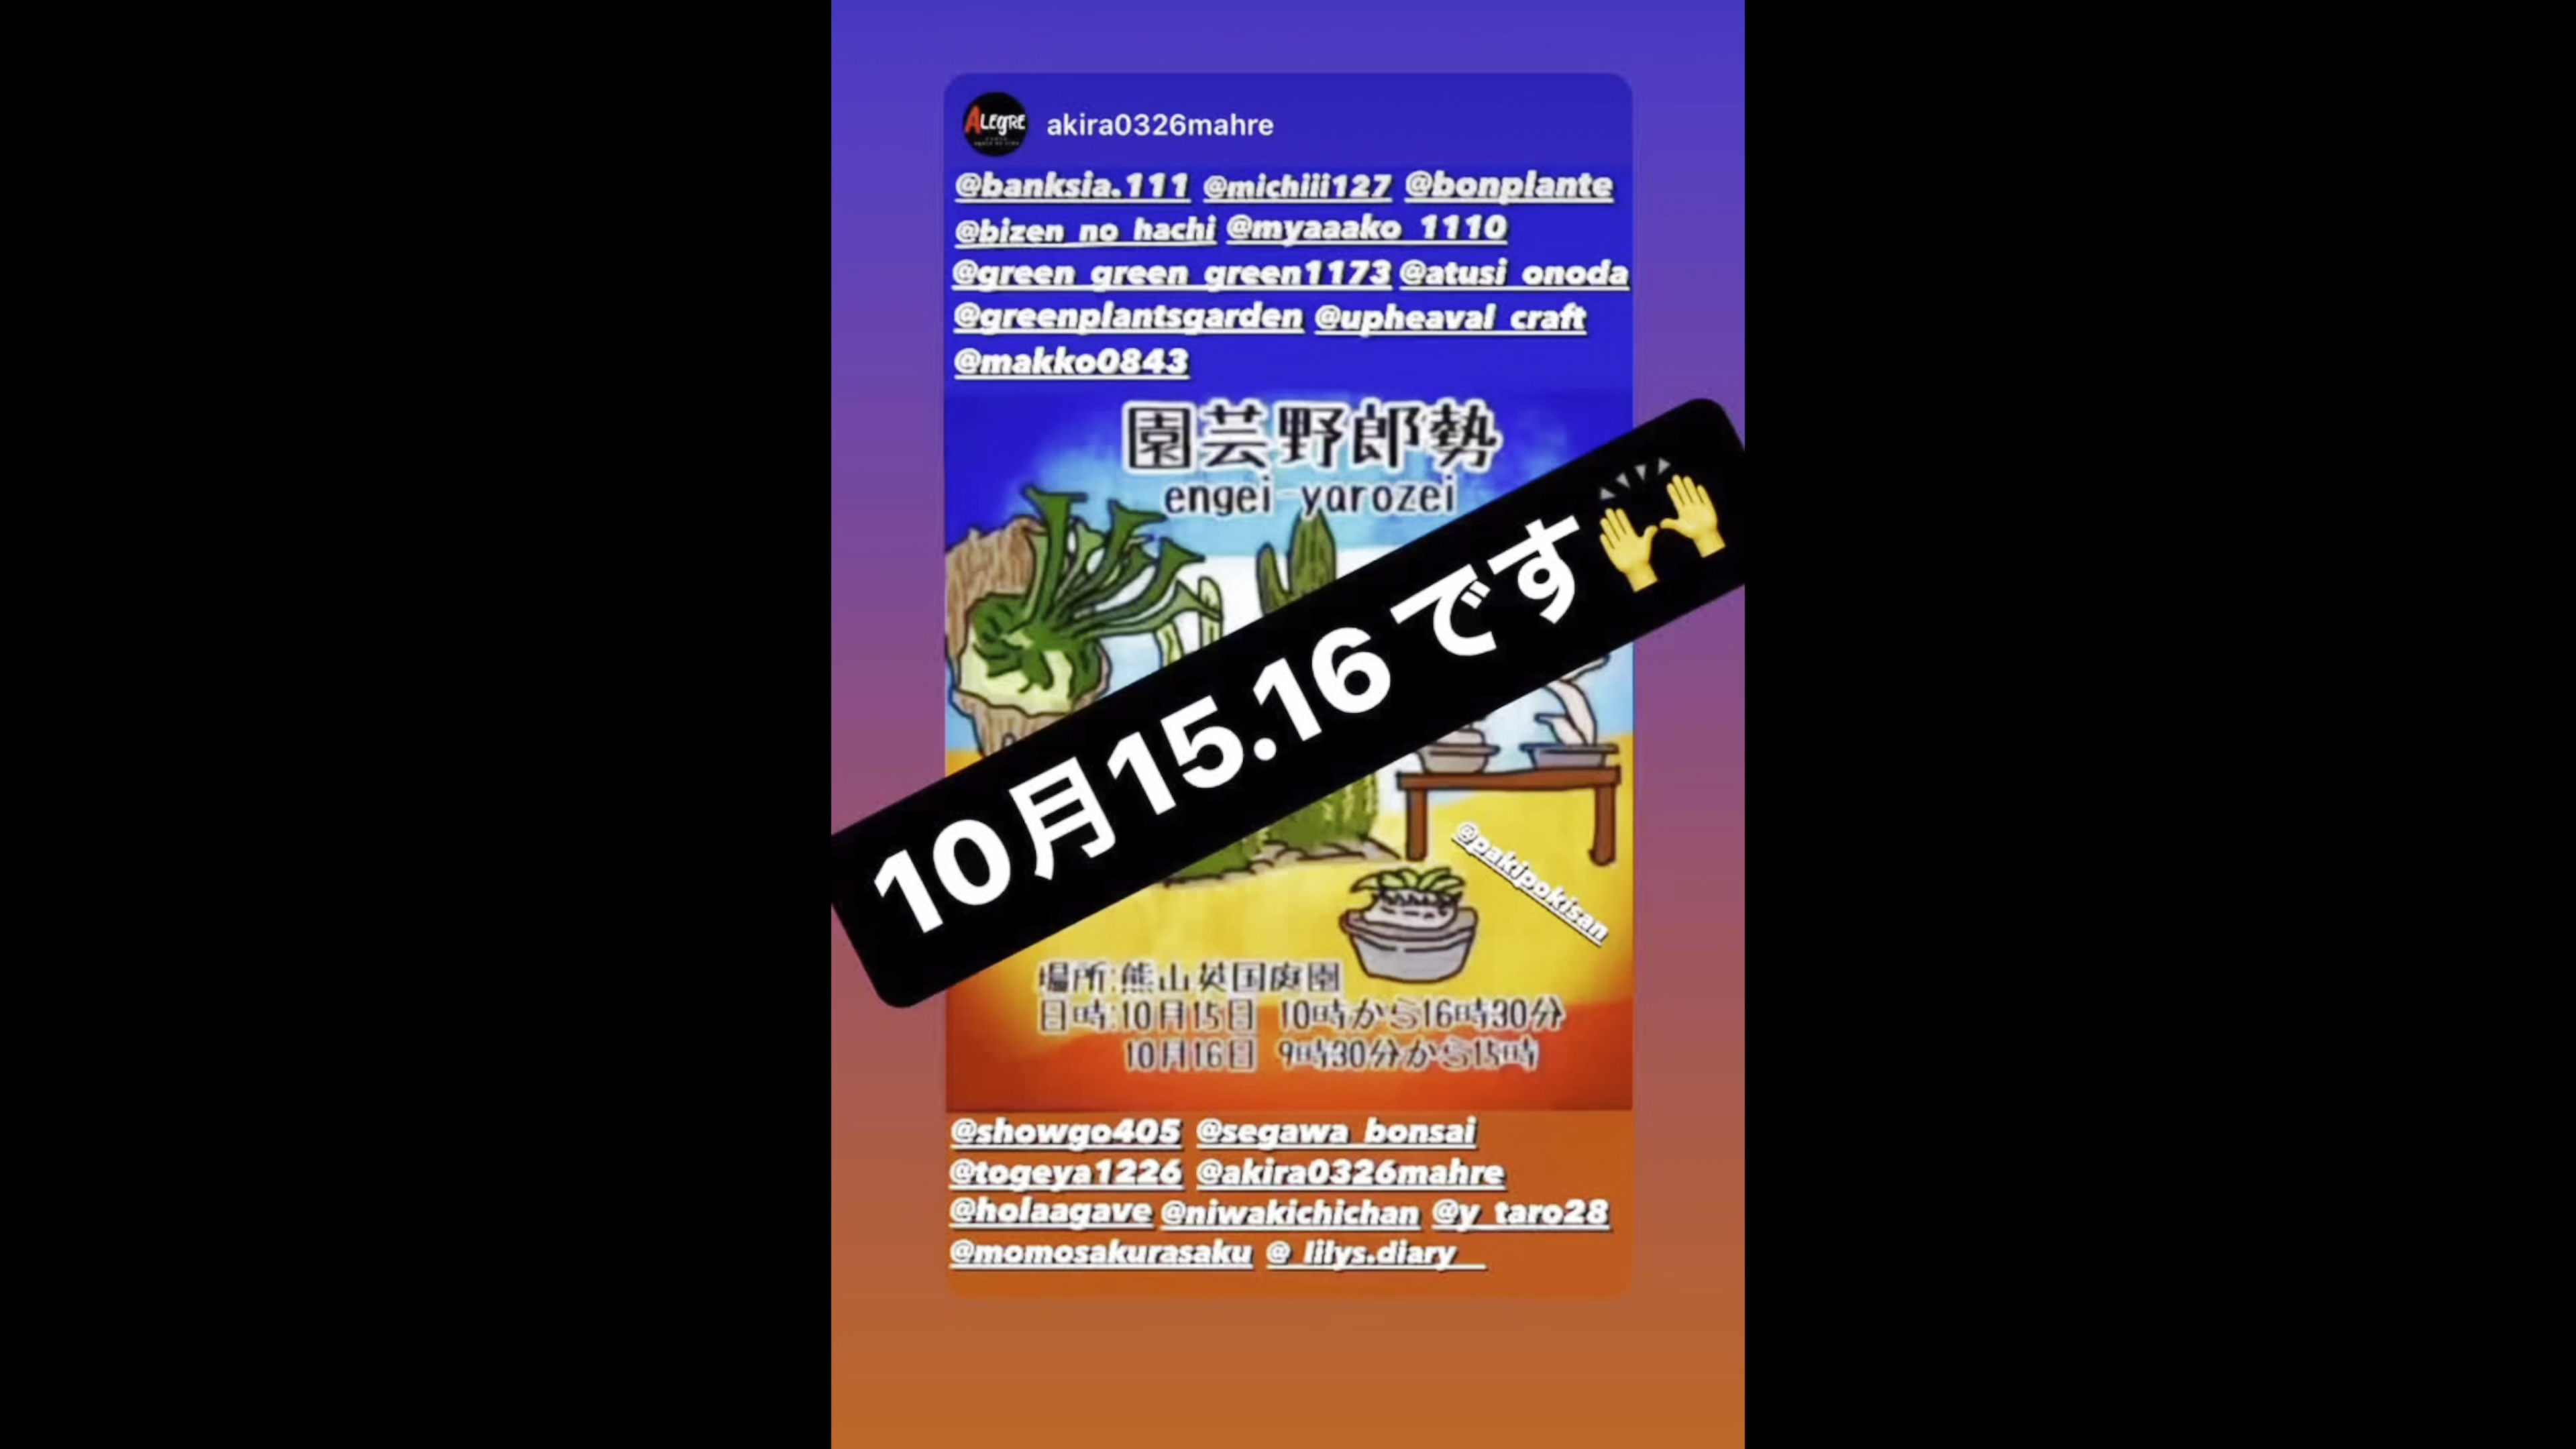 ALEGRE
akira0326mahre
@banksia.111 @michiii127 @bonplante
@bizen_no_hachi @myaaako_1110
@green_green_green1173 @atusi_onoda
@greenplantsgarden @upheaval_craft
@makko0843
園芸野郎勢
engei-yarozei
10月15.16です🙌
@pakipokisan
場所:熊山英国庭園
日時:10月15日 10時から16時30分
10月16日 9時30分から15時
@showgo405 @segawa_bonsai
@togeya1226 @akira0326mahre
@holaagave @niwakichichan @y_taro28
@momosakurasaku @_lilys.diary__